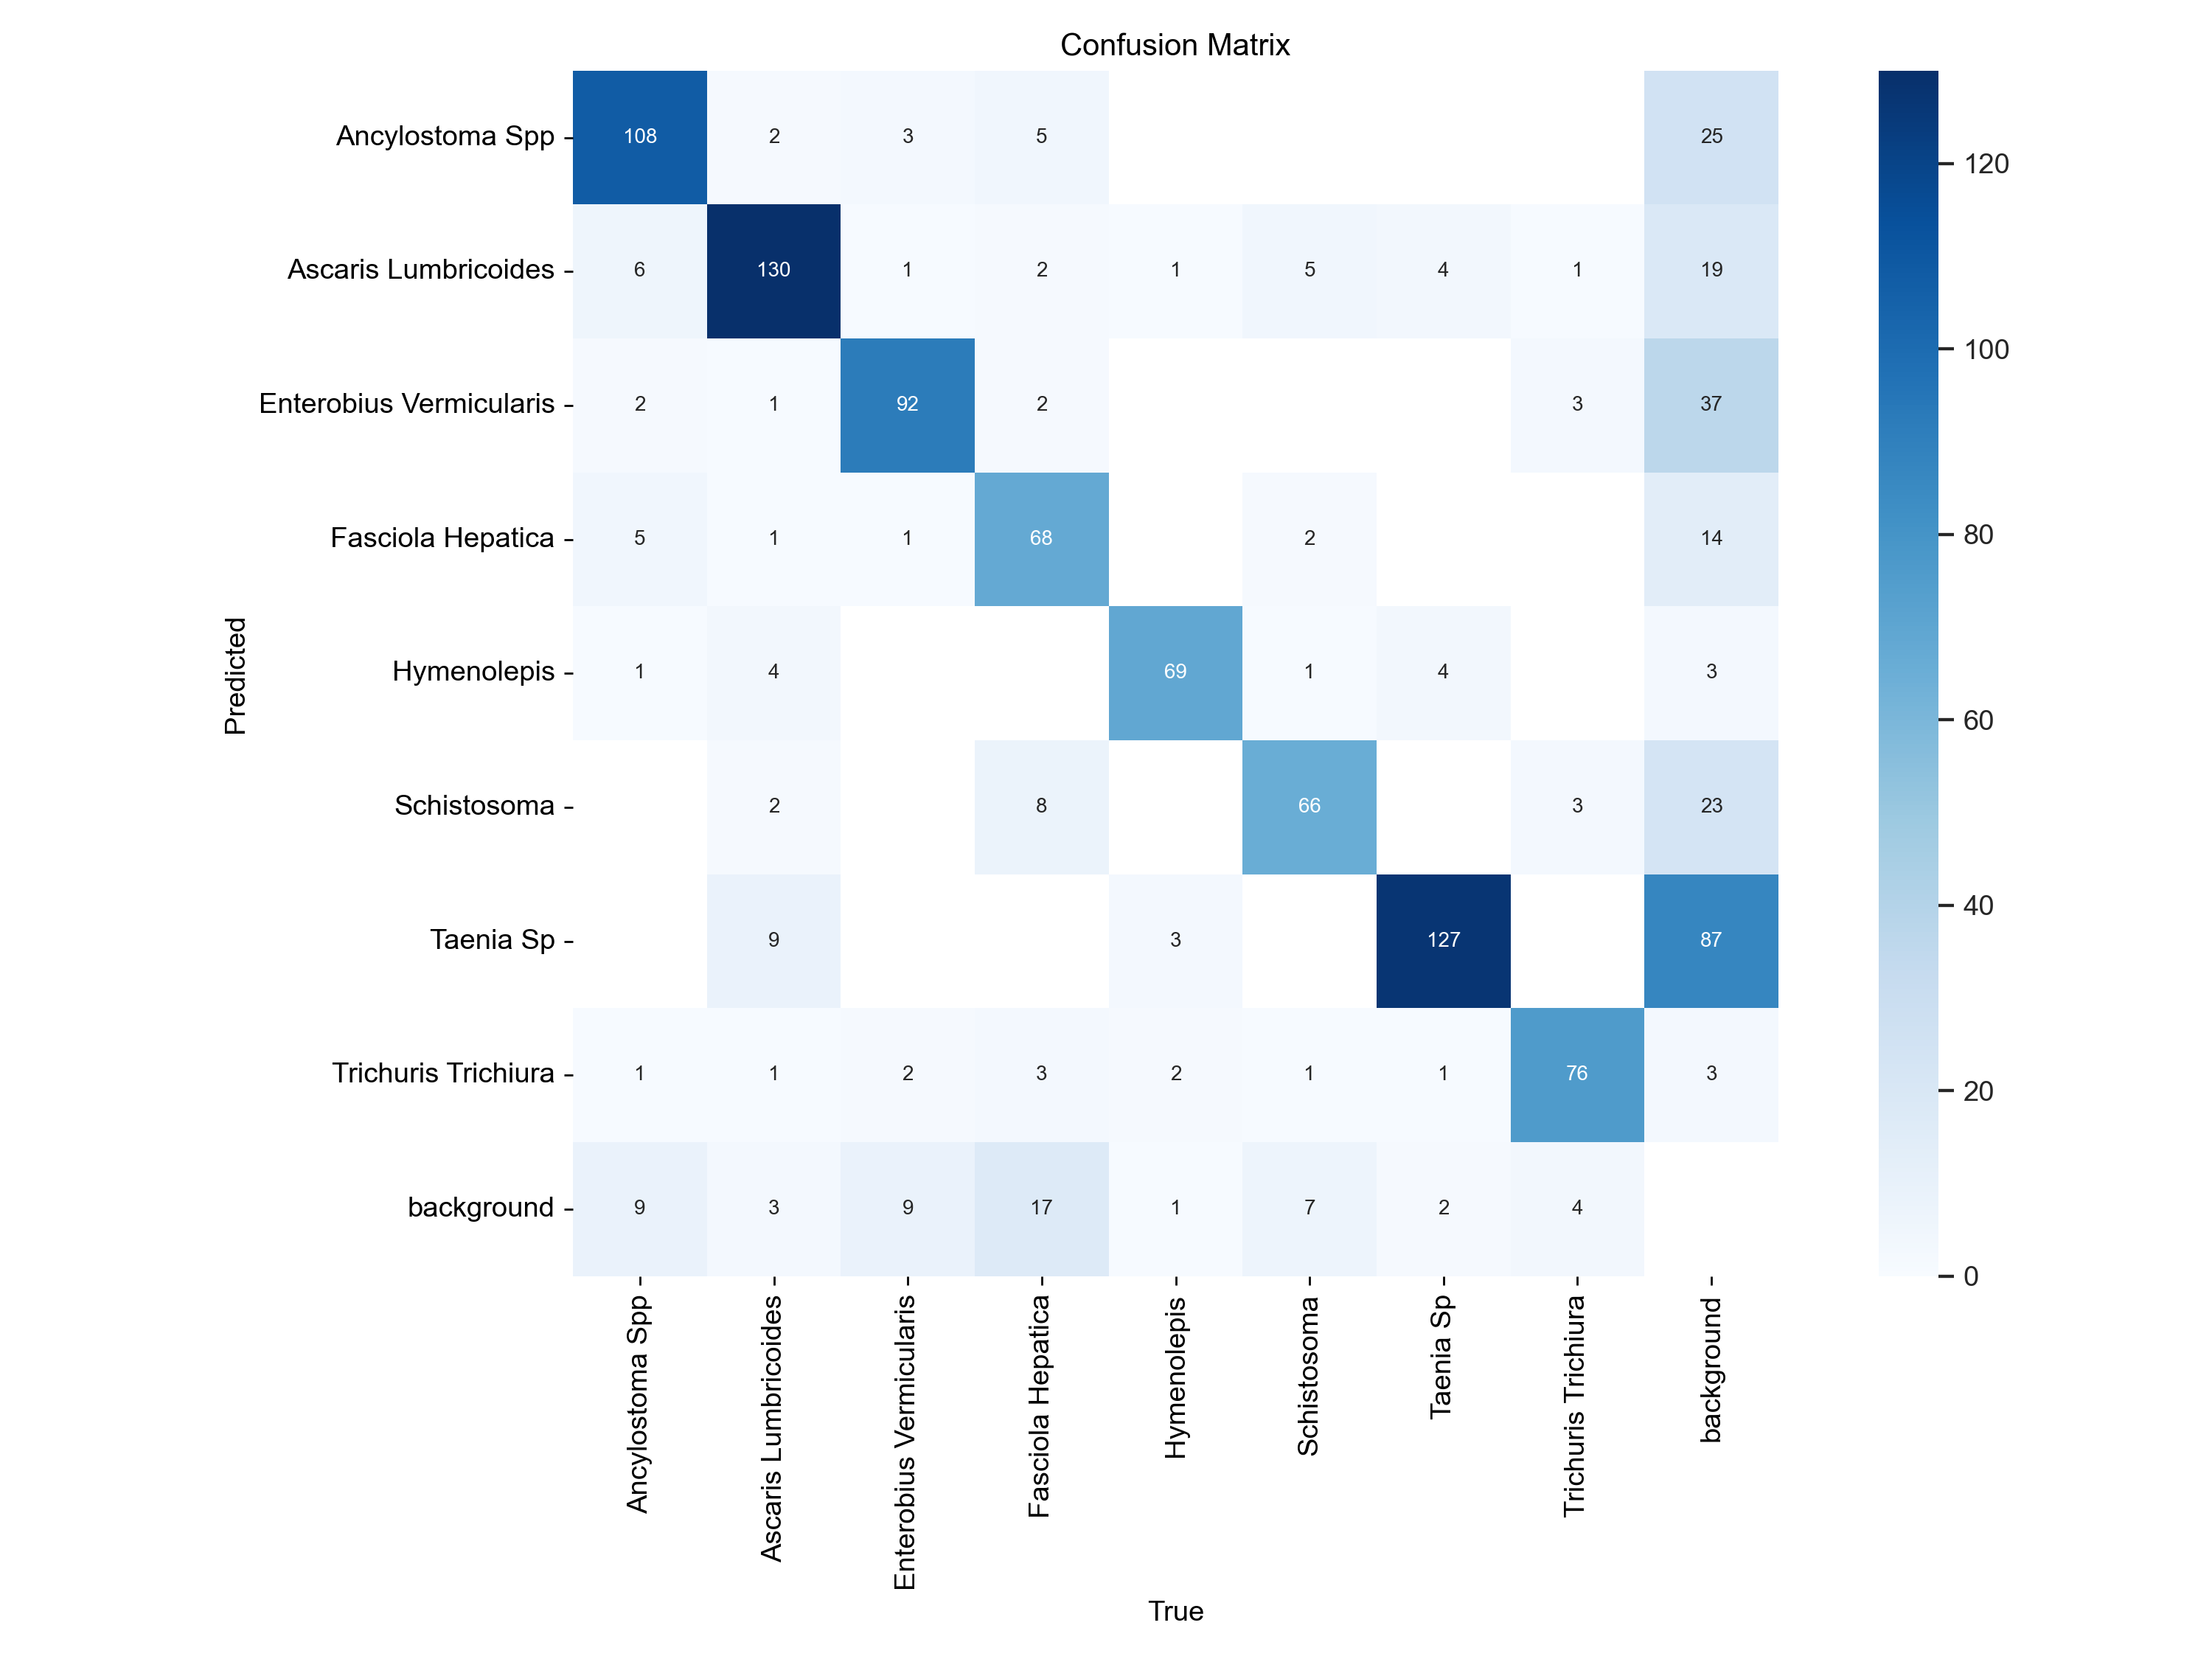 Confusion Matrix
Ancylostoma Spp 108 2 3 5 25
Ascaris Lumbricoides 6 130 1 2 1 5 4 1 19
Enterobius Vermicularis 2 1 92 2 3 37
Fasciola Hepatica 5 1 1 68 2 14
Hymenolepis 1 4 69 1 4 3
Schistosoma 2 8 66 3 23
Taenia Sp 9 3 127 87
Trichuris Trichiura 1 1 2 3 2 1 1 76 3
background 9 3 9 17 1 7 2 4
Predicted
Ancylostoma Spp
Ascaris Lumbricoides
Enterobius Vermicularis
Fasciola Hepatica
Hymenolepis
Schistosoma
Taenia Sp
Trichuris Trichiura
background
True
120
100
80
60
40
20
0